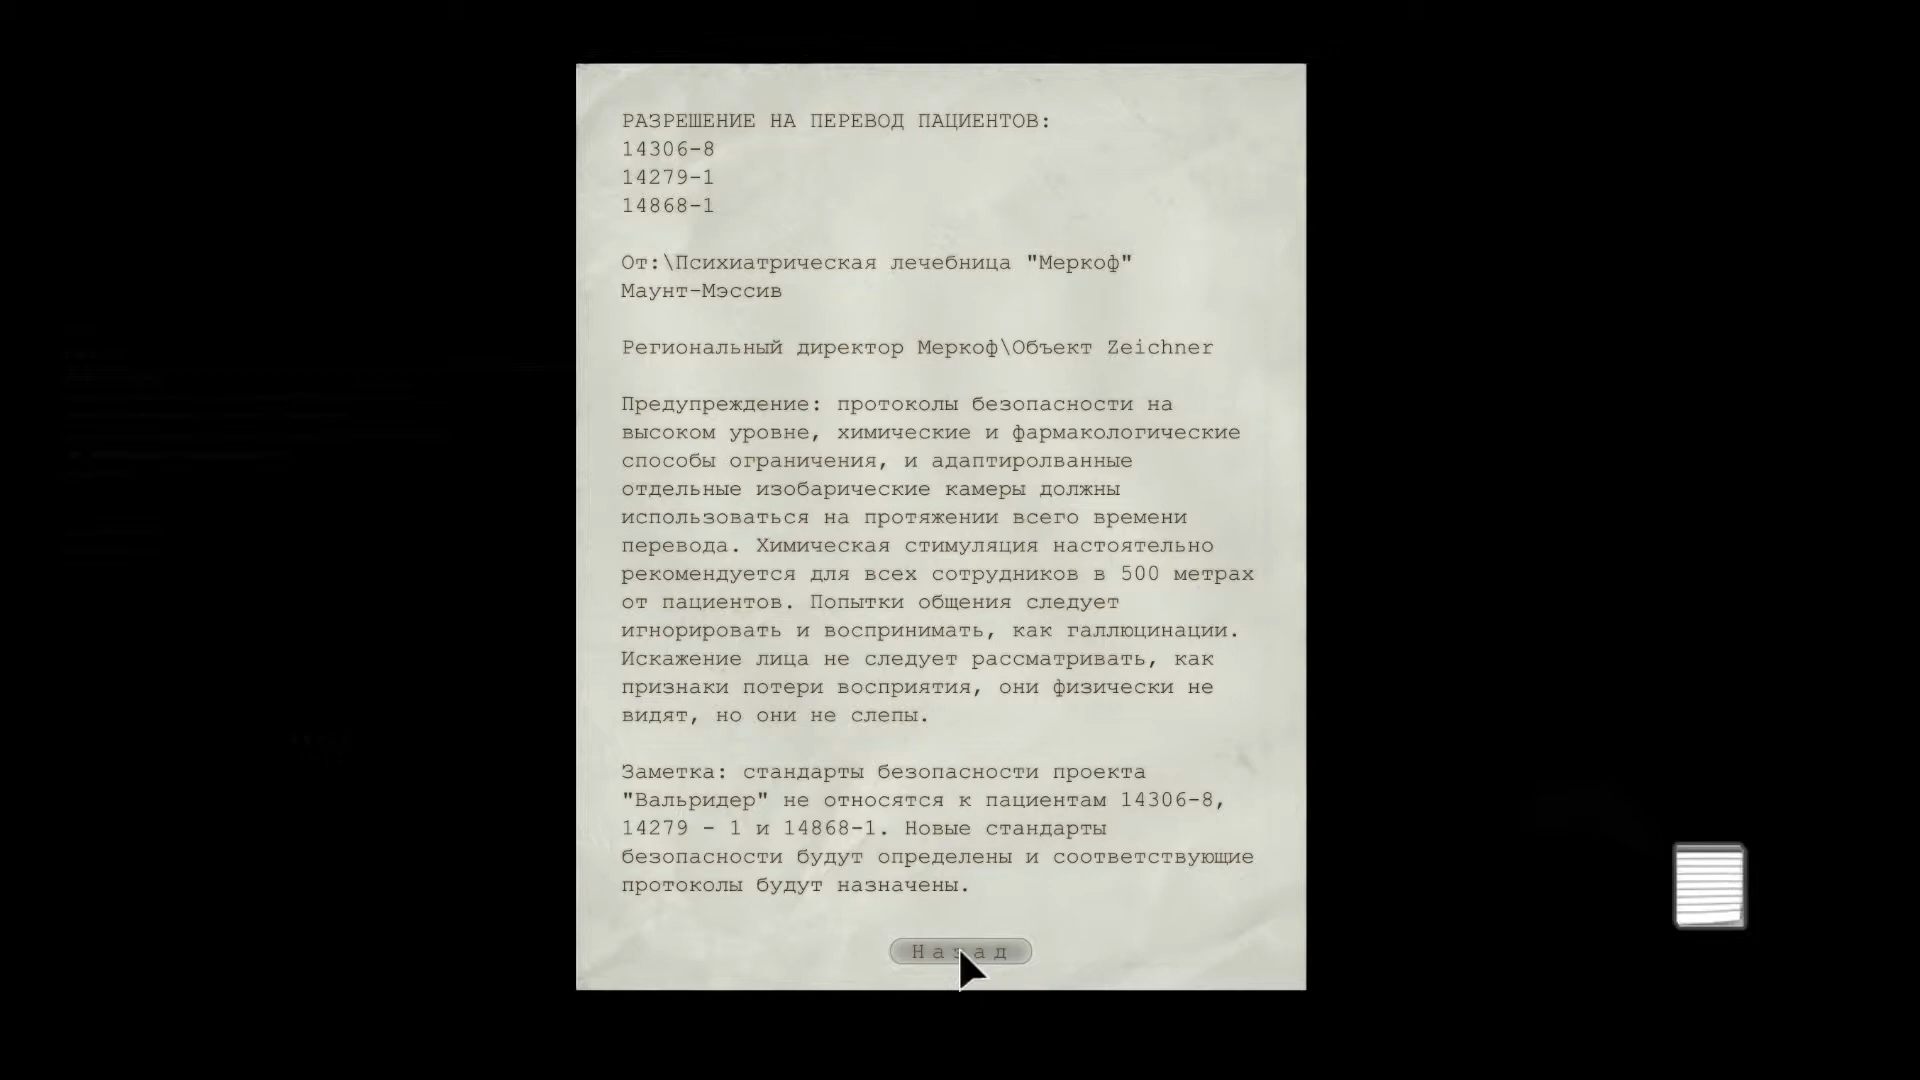 РАЗРЕШЕНИЕ НА ПЕРЕВОД ПАЦИЕНТОВ:
14306-8
14279-1
14868-1
От:\Психиатрическая лечебница "Меркоф"
Маунт-Мэссив
Региональный директор Меркоф\Объект Zeichner
Предупреждение: протоколы безопасности на
высоком уровне, химические и фармакологические
способы ограничения, и адаптиролванные
отдельные изобарические камеры должны
использоваться на протяжении всего времени
перевода. Химическая стимуляция настоятельно
рекомендуется для всех сотрудников в 500 метрах
от пациентов. Попытки общения следует
игнорировать и воспринимать, как галлюцинации.
Искажение лица не следует рассматривать, как
признаки потери восприятия, они физически не
видят, но они не слепы.
Заметка: стандарты безопасности проекта
"Вальридер" не относятся к пациентам 14306-8,
14279 - 1 и 14868-1. Новые стандарты
безопасности будут определены и соответствующие
протоколы будут назначены.
Назад